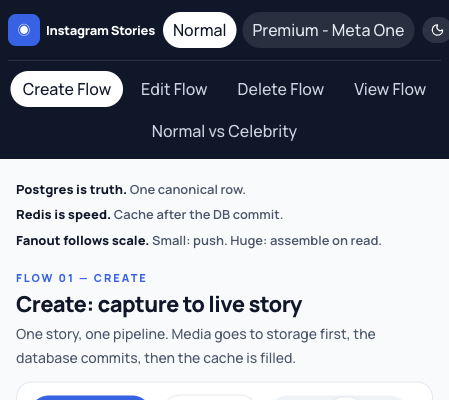 Instagram Stories Normal Premium - Meta One
Create Flow Edit Flow Delete Flow View Flow
Normal vs Celebrity
Postgres is truth. One canonical row.
Redis is speed. Cache after the DB commit.
Fanout follows scale. Small: push. Huge: assemble on read.
FLOW 01 — CREATE
Create: capture to live story
One story, one pipeline. Media goes to storage first, the
database commits, then the cache is filled.